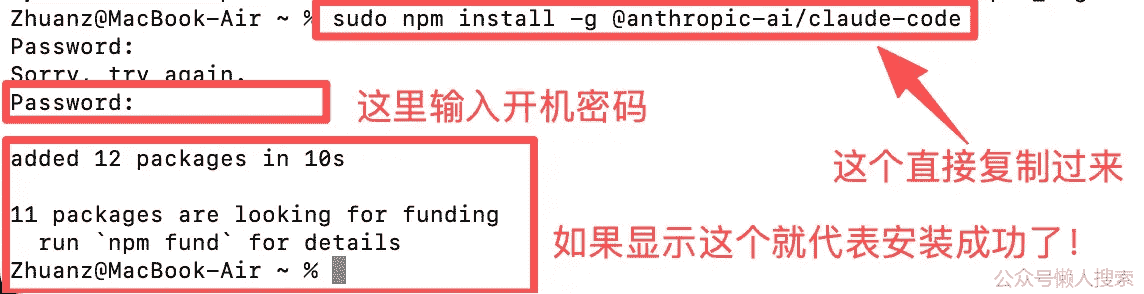 Zhuanz@MacBook-Air ~ % sudo npm install -g @anthropic-ai/claude-code
Password:
Sorry, try again.
Password:
这里输入开机密码
added 12 packages in 10s
这个直接复制过来
11 packages are looking for funding
run `npm fund` for details
如果显示这个就代表安装成功了!
Zhuanz@MacBook-Air ~ %
公众号懒人搜索